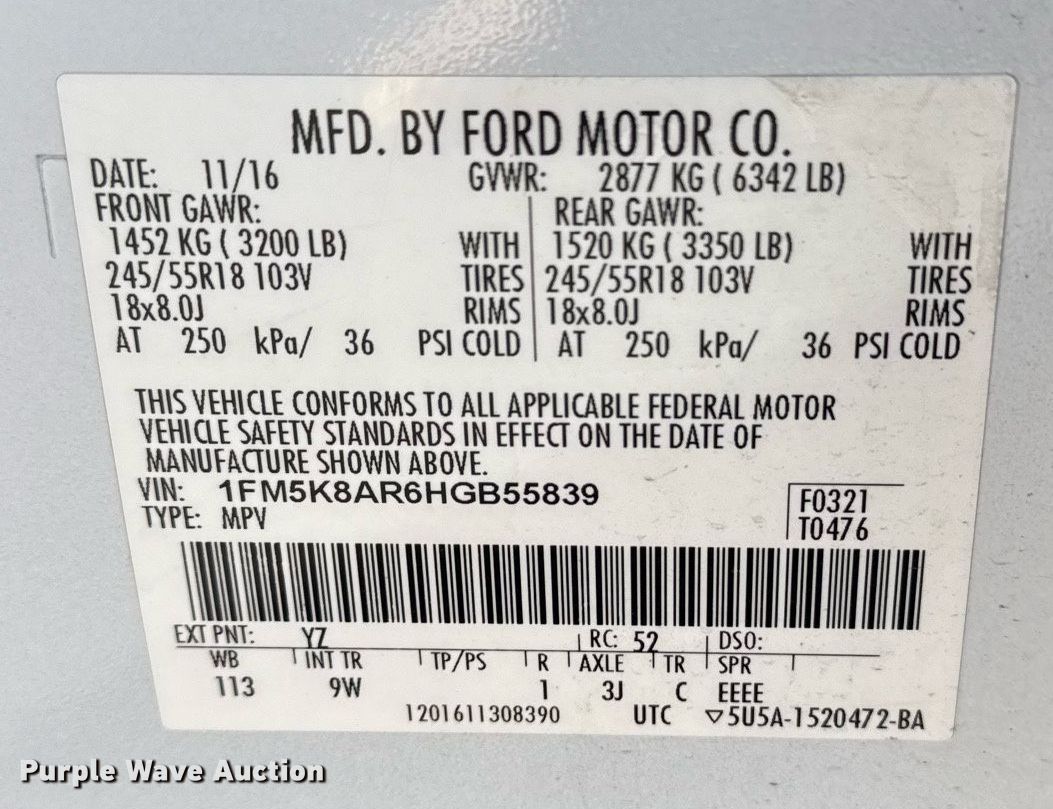 MFD. BY FORD MOTOR CO.
DATE: 11/16 GVWR: 2877 KG ( 6342 LB)
FRONT GAWR: REAR GAWR:
1452 KG ( 3200 LB) WITH 1520 KG ( 3350 LB) WITH
245/55R18 103V TIRES 245/55R18 103V TIRES
18x8.0J RIMS 18x8.0J RIMS
AT 250 kPa/ 36 PSI COLD AT 250 kPa/ 36 PSI COLD
THIS VEHICLE CONFORMS TO ALL APPLICABLE FEDERAL MOTOR
VEHICLE SAFETY STANDARDS IN EFFECT ON THE DATE OF
MANUFACTURE SHOWN ABOVE.
VIN: 1FM5K8AR6HGB55839 F0321
TYPE: MPV T0476
EXT PNT: YZ RC: 52 DSO:
WB INT TR TP/PS R AXLE TR SPR
113 9W 1 3J C EEEE
1201611308390 UTC ▽5U5A-1520472-BA
Purple Wave Auction